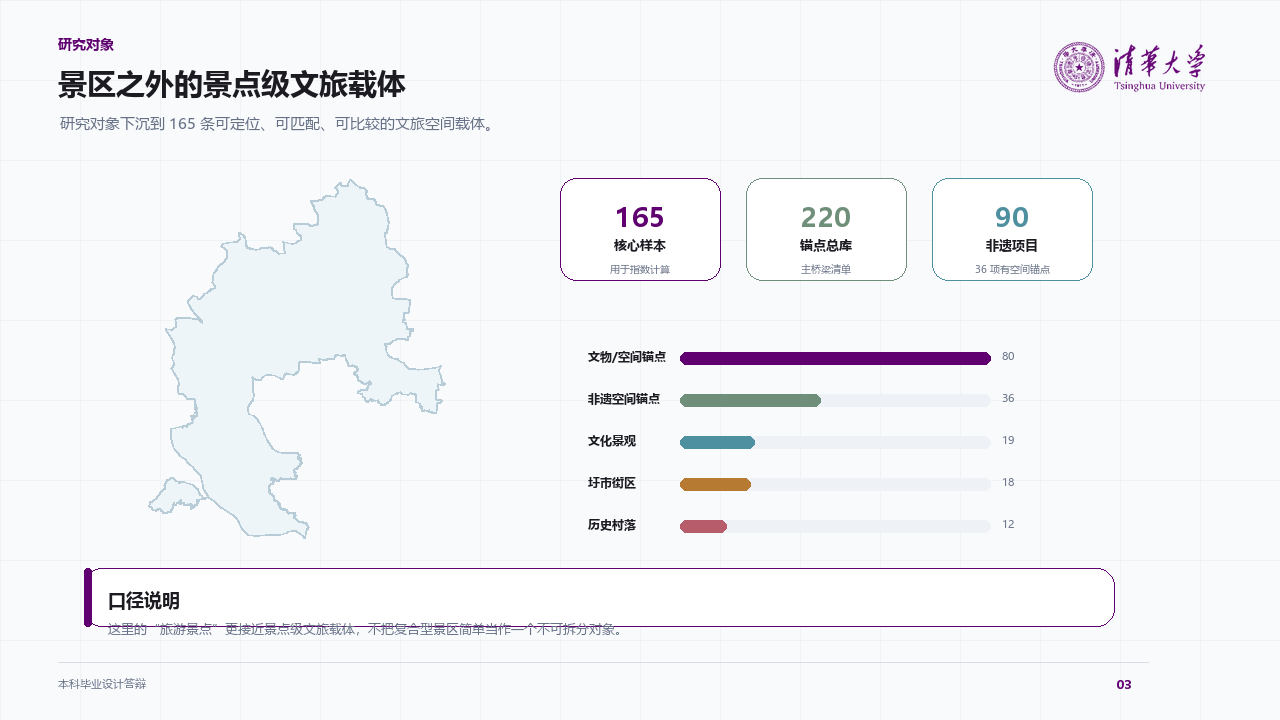 研究对象
景区之外的景点级文旅载体
研究对象下沉到 165 条可定位、可匹配、可比较的文旅空间载体。
清華大学
Tsinghua University
165
核心样本
用于指数计算
220
锚点总库
主桥梁清单
90
非遗项目
36 项有空间锚点
文物/空间锚点 80
非遗空间锚点 36
文化景观 19
圩市街区 18
历史村落 12
口径说明
这里的“旅游景点”更接近景点级文旅载体，不把复合型景区简单当作一个不可拆分对象。
本科毕业设计答辩
03